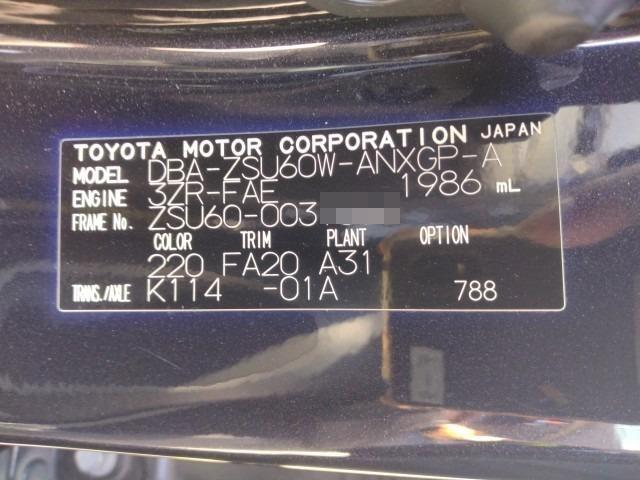 TOYOTA MOTOR CORPORATION JAPAN
MODEL DBA-ZSU60W-ANXGP-A
ENGINE 3ZR-FAE 1986 mL
FRAME No. ZSU60-003
COLOR TRIM PLANT OPTION
220 FA20 A31
TRANS./AXLE K114 -01A 788